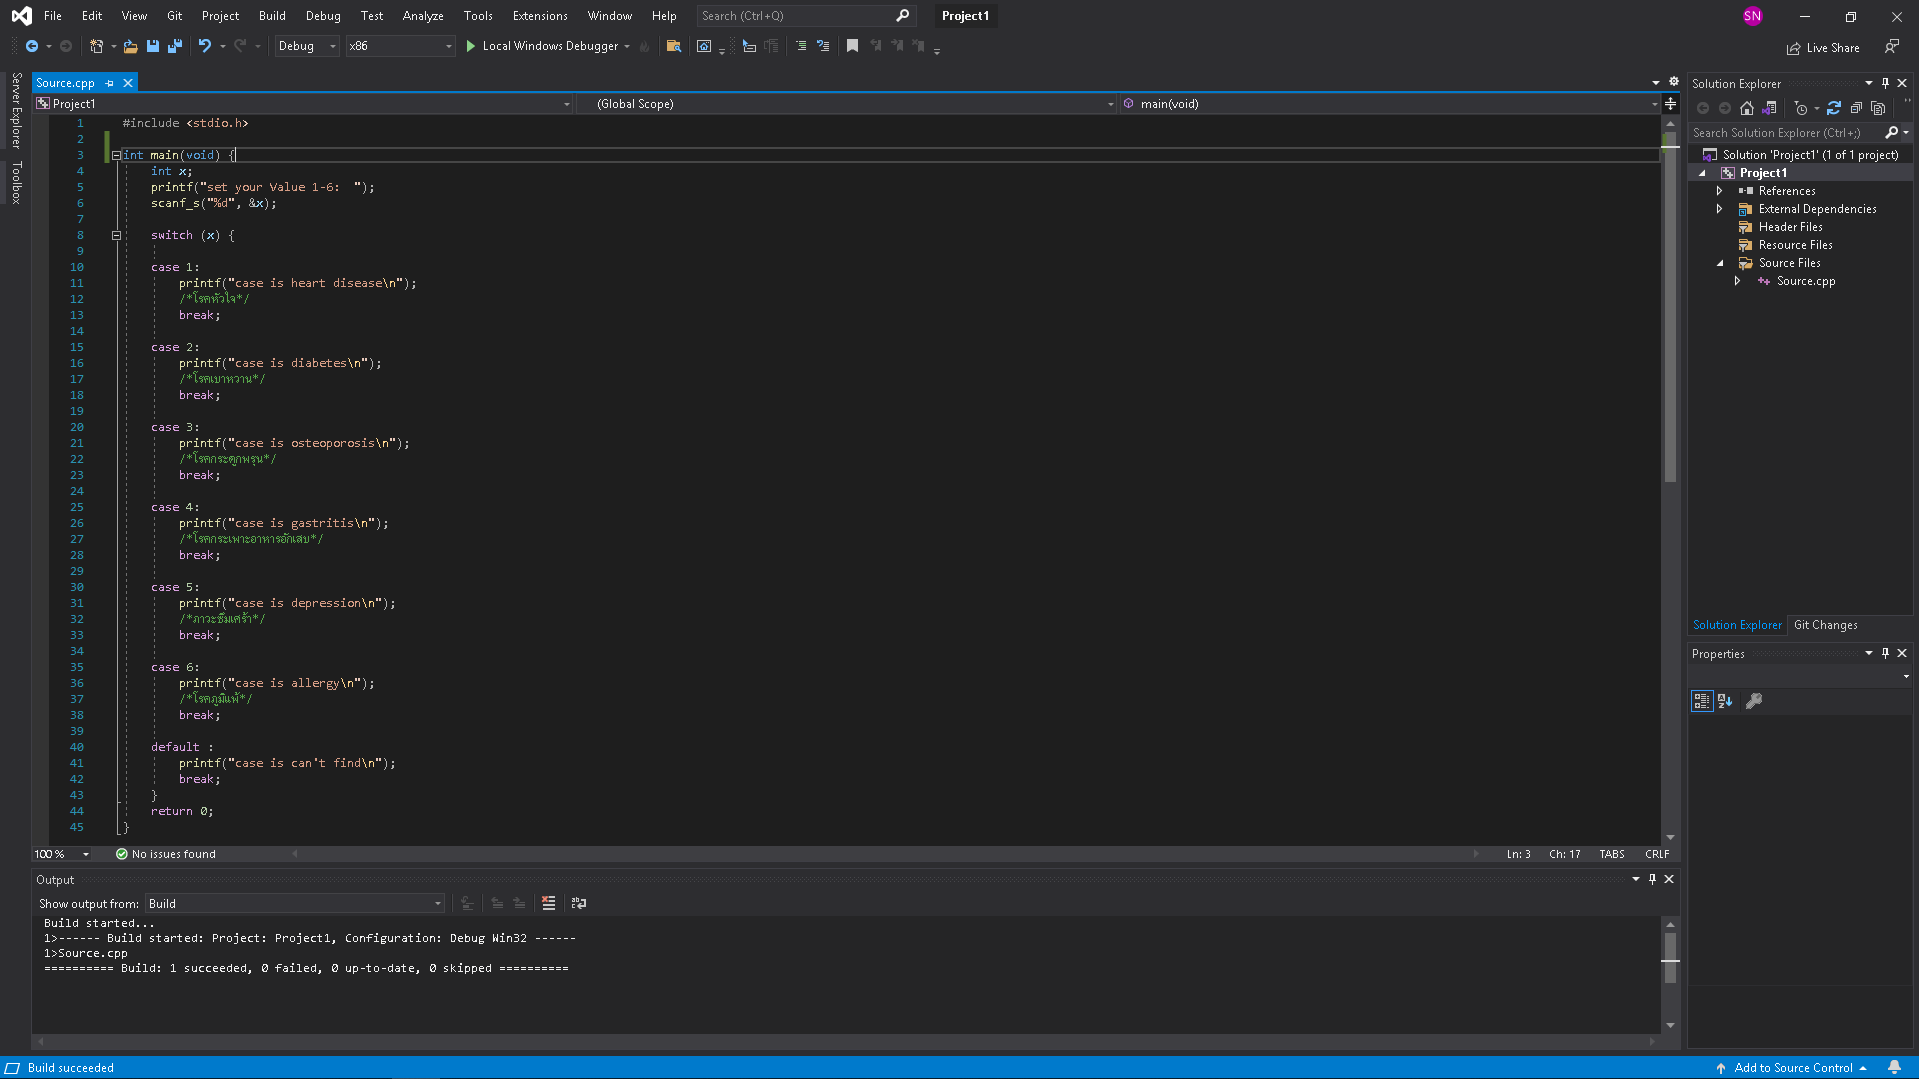 File Edit View Git Project Build Debug Test Analyze Tools Extensions Window Help Search (Ctrl+Q) Project1 SN
Debug x86 Local Windows Debugger Live Share
Server Explorer
Toolbox
Source.cpp
Project1 (Global Scope) main(void)
1 #include <stdio.h>
2
3 int main(void) {
4 int x;
5 printf("set your Value 1-6:  ");
6 scanf_s("%d", &x);
7
8 switch (x) {
9
10 case 1:
11 printf("case is heart disease\n");
12 /*โรคหัวใจ*/
13 break;
14
15 case 2:
16 printf("case is diabetes\n");
17 /*โรคเบาหวาน*/
18 break;
19
20 case 3:
21 printf("case is osteoporosis\n");
22 /*โรคกระดูกพรุน*/
23 break;
24
25 case 4:
26 printf("case is gastritis\n");
27 /*โรคกระเพาะอาหารอักเสบ*/
28 break;
29
30 case 5:
31 printf("case is depression\n");
32 /*ภาวะซึมเศร้า*/
33 break;
34
35 case 6:
36 printf("case is allergy\n");
37 /*โรคภูมิแพ้*/
38 break;
39
40 default :
41 printf("case is can't find\n");
42 break;
43 }
44 return 0;
45 }
100 % No issues found Ln: 3 Ch: 17 TABS CRLF
Output
Show output from: Build
Build started...
1>------ Build started: Project: Project1, Configuration: Debug Win32 ------
1>Source.cpp
========== Build: 1 succeeded, 0 failed, 0 up-to-date, 0 skipped ==========
Solution Explorer
Search Solution Explorer (Ctrl+;)
Solution 'Project1' (1 of 1 project)
Project1
References
External Dependencies
Header Files
Resource Files
Source Files
Source.cpp
Solution Explorer Git Changes
Properties
Build succeeded Add to Source Control